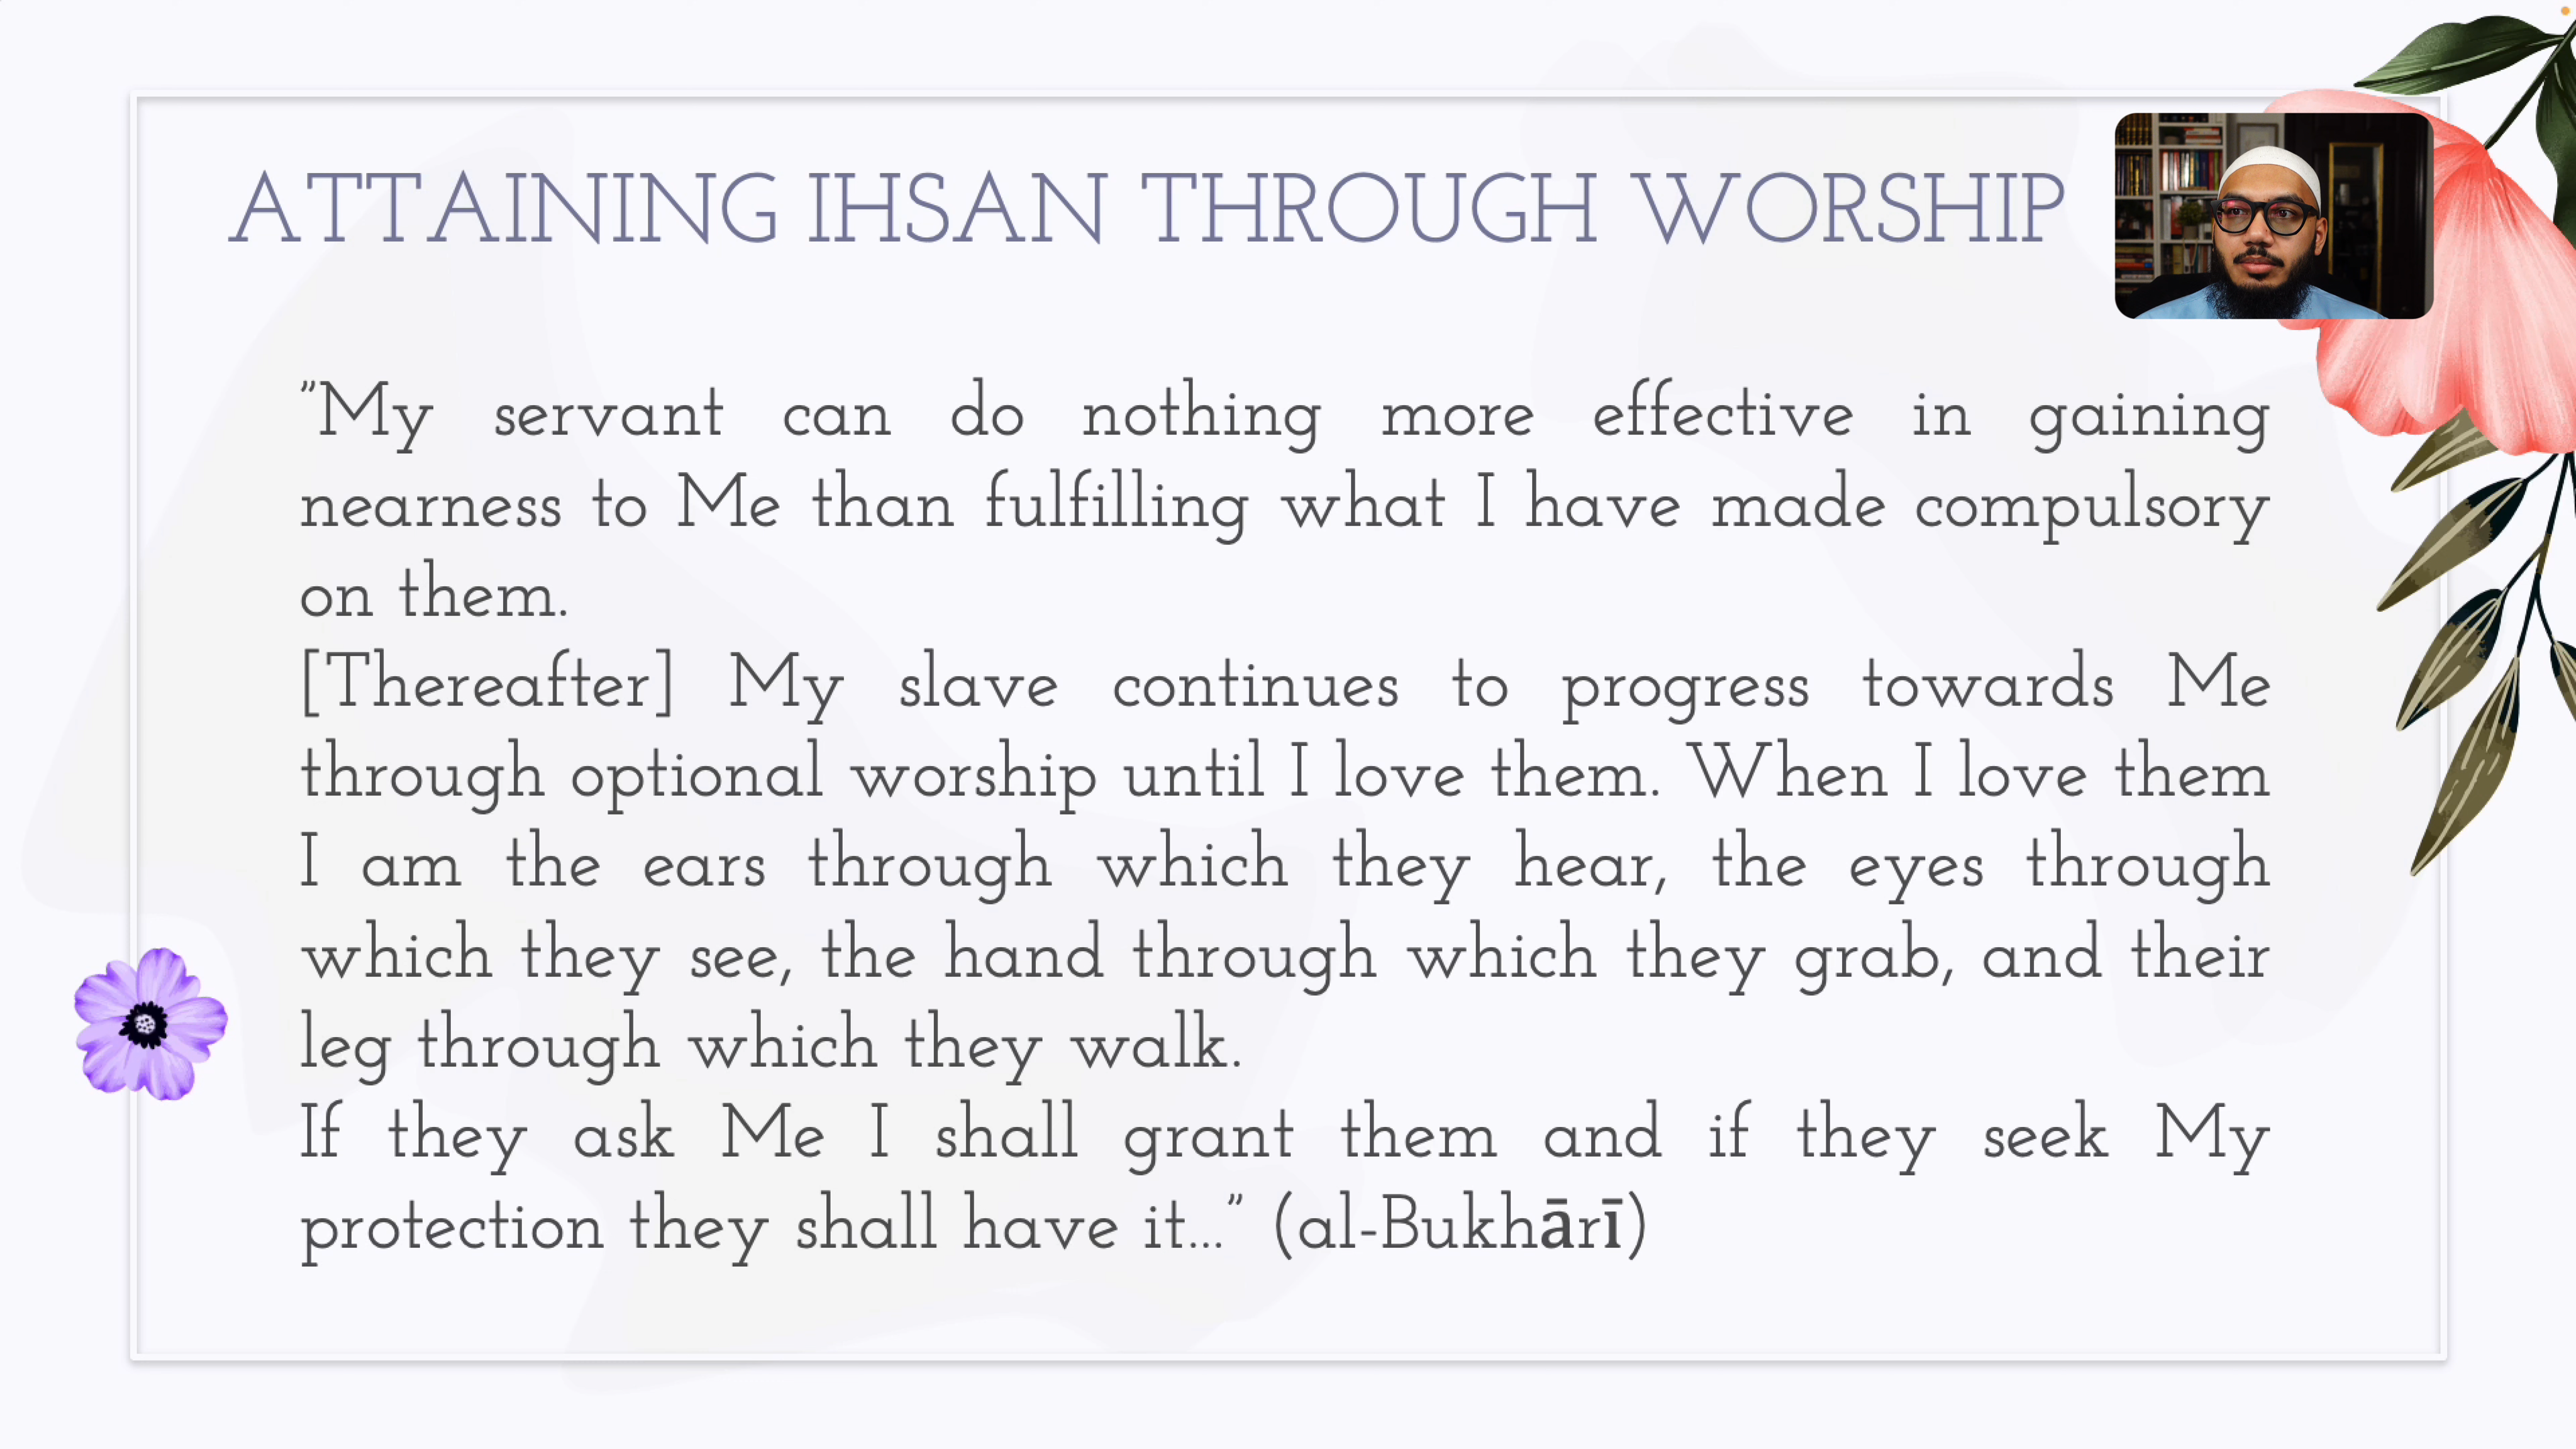 ATTAINING IHSAN THROUGH WORSHIP
”My servant can do nothing more effective in gaining
nearness to Me than fulfilling what I have made compulsory
on them.
[Thereafter] My slave continues to progress towards Me
through optional worship until I love them. When I love them
I am the ears through which they hear, the eyes through
which they see, the hand through which they grab, and their
leg through which they walk.
If they ask Me I shall grant them and if they seek My
protection they shall have it...” (al-Bukhārī)